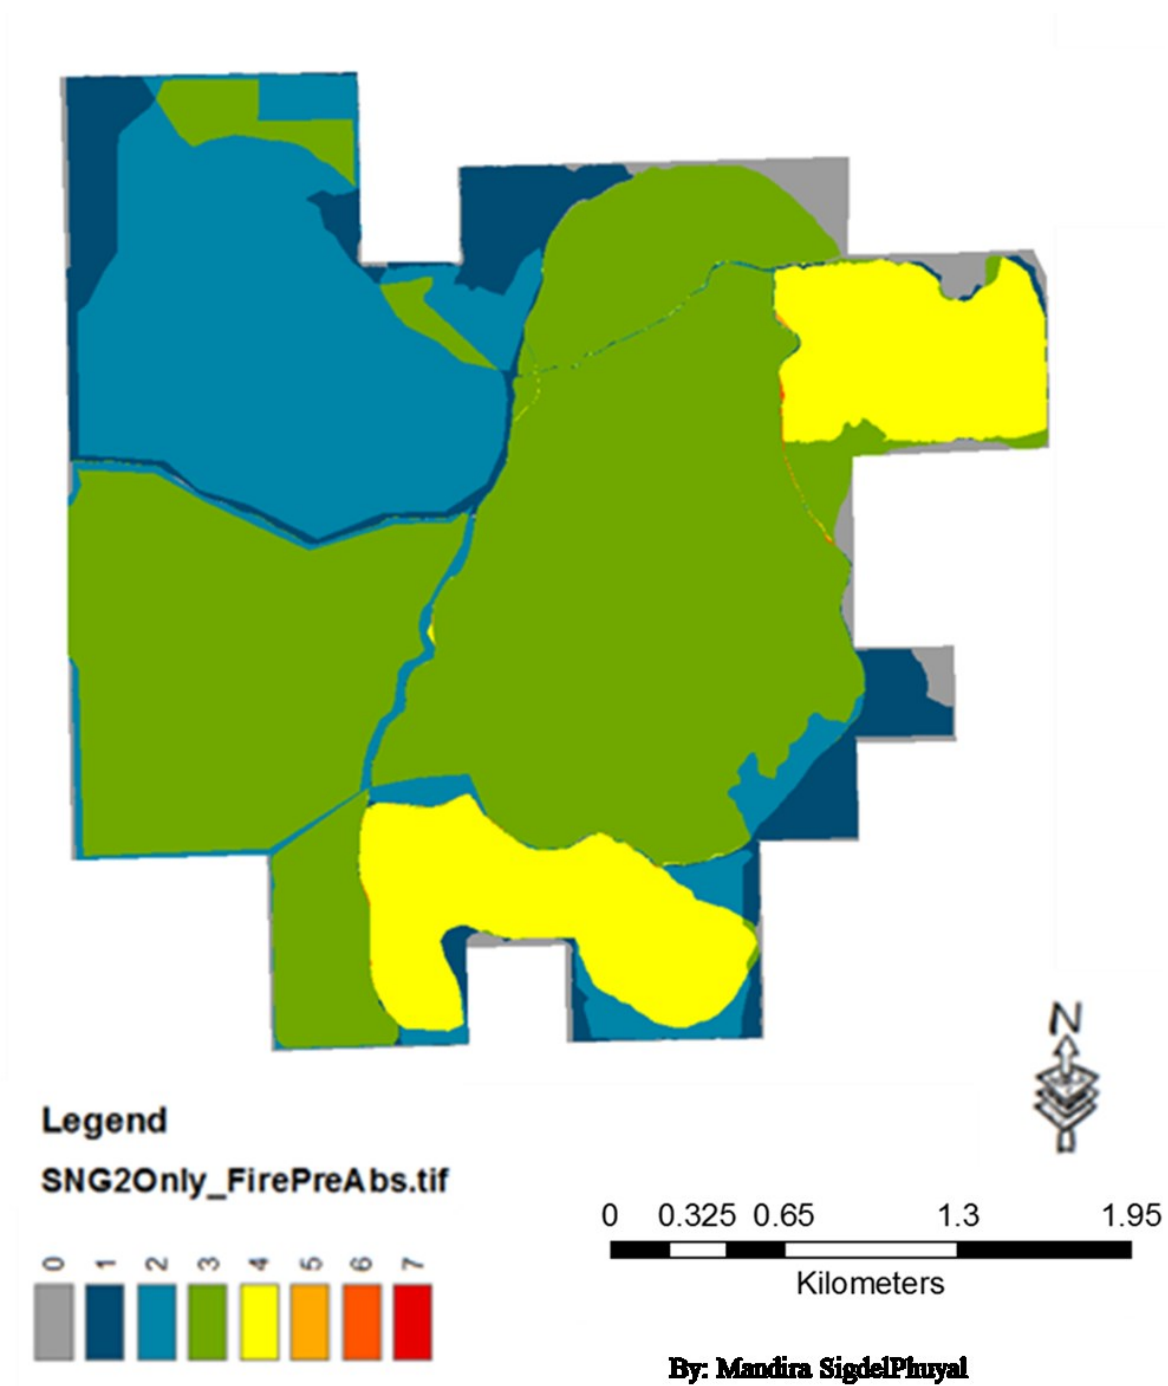 N
Legend
SNG2Only_FirePreAbs.tif
0 1 2 3 4 5 6 7
0 0.325 0.65 1.3 1.95
Kilometers
By: Mandira SigdelPhuyal